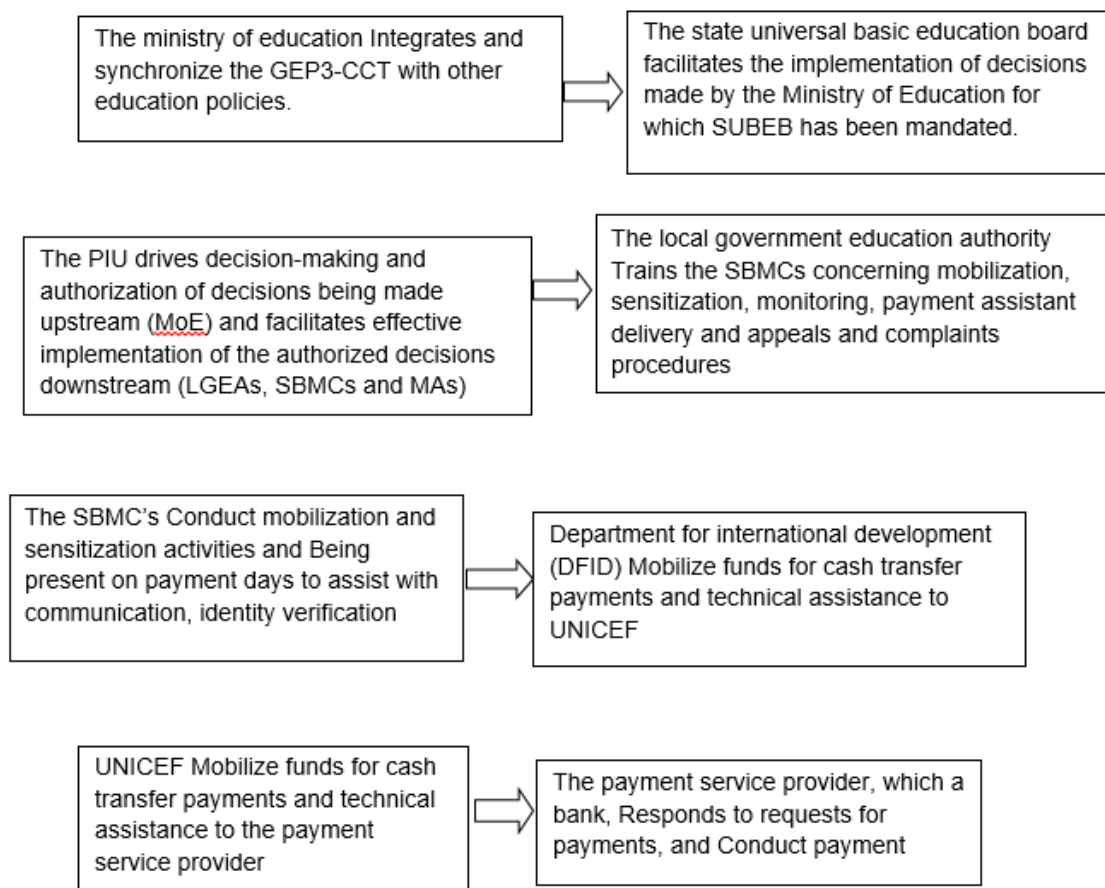 The ministry of education Integrates and
synchronize the GEP3-CCT with other
education policies.
The state universal basic education board
facilitates the implementation of decisions
made by the Ministry of Education for
which SUBEB has been mandated.
The PIU drives decision-making and
authorization of decisions being made
upstream (MoE) and facilitates effective
implementation of the authorized decisions
downstream (LGEAs, SBMCs and MAs)
The local government education authority
Trains the SBMCs concerning mobilization,
sensitization, monitoring, payment assistant
delivery and appeals and complaints
procedures
The SBMC’s Conduct mobilization and
sensitization activities and Being
present on payment days to assist with
communication, identity verification
Department for international development
(DFID) Mobilize funds for cash transfer
payments and technical assistance to
UNICEF
UNICEF Mobilize funds for cash
transfer payments and technical
assistance to the payment
service provider
The payment service provider, which a
bank, Responds to requests for
payments, and Conduct payment